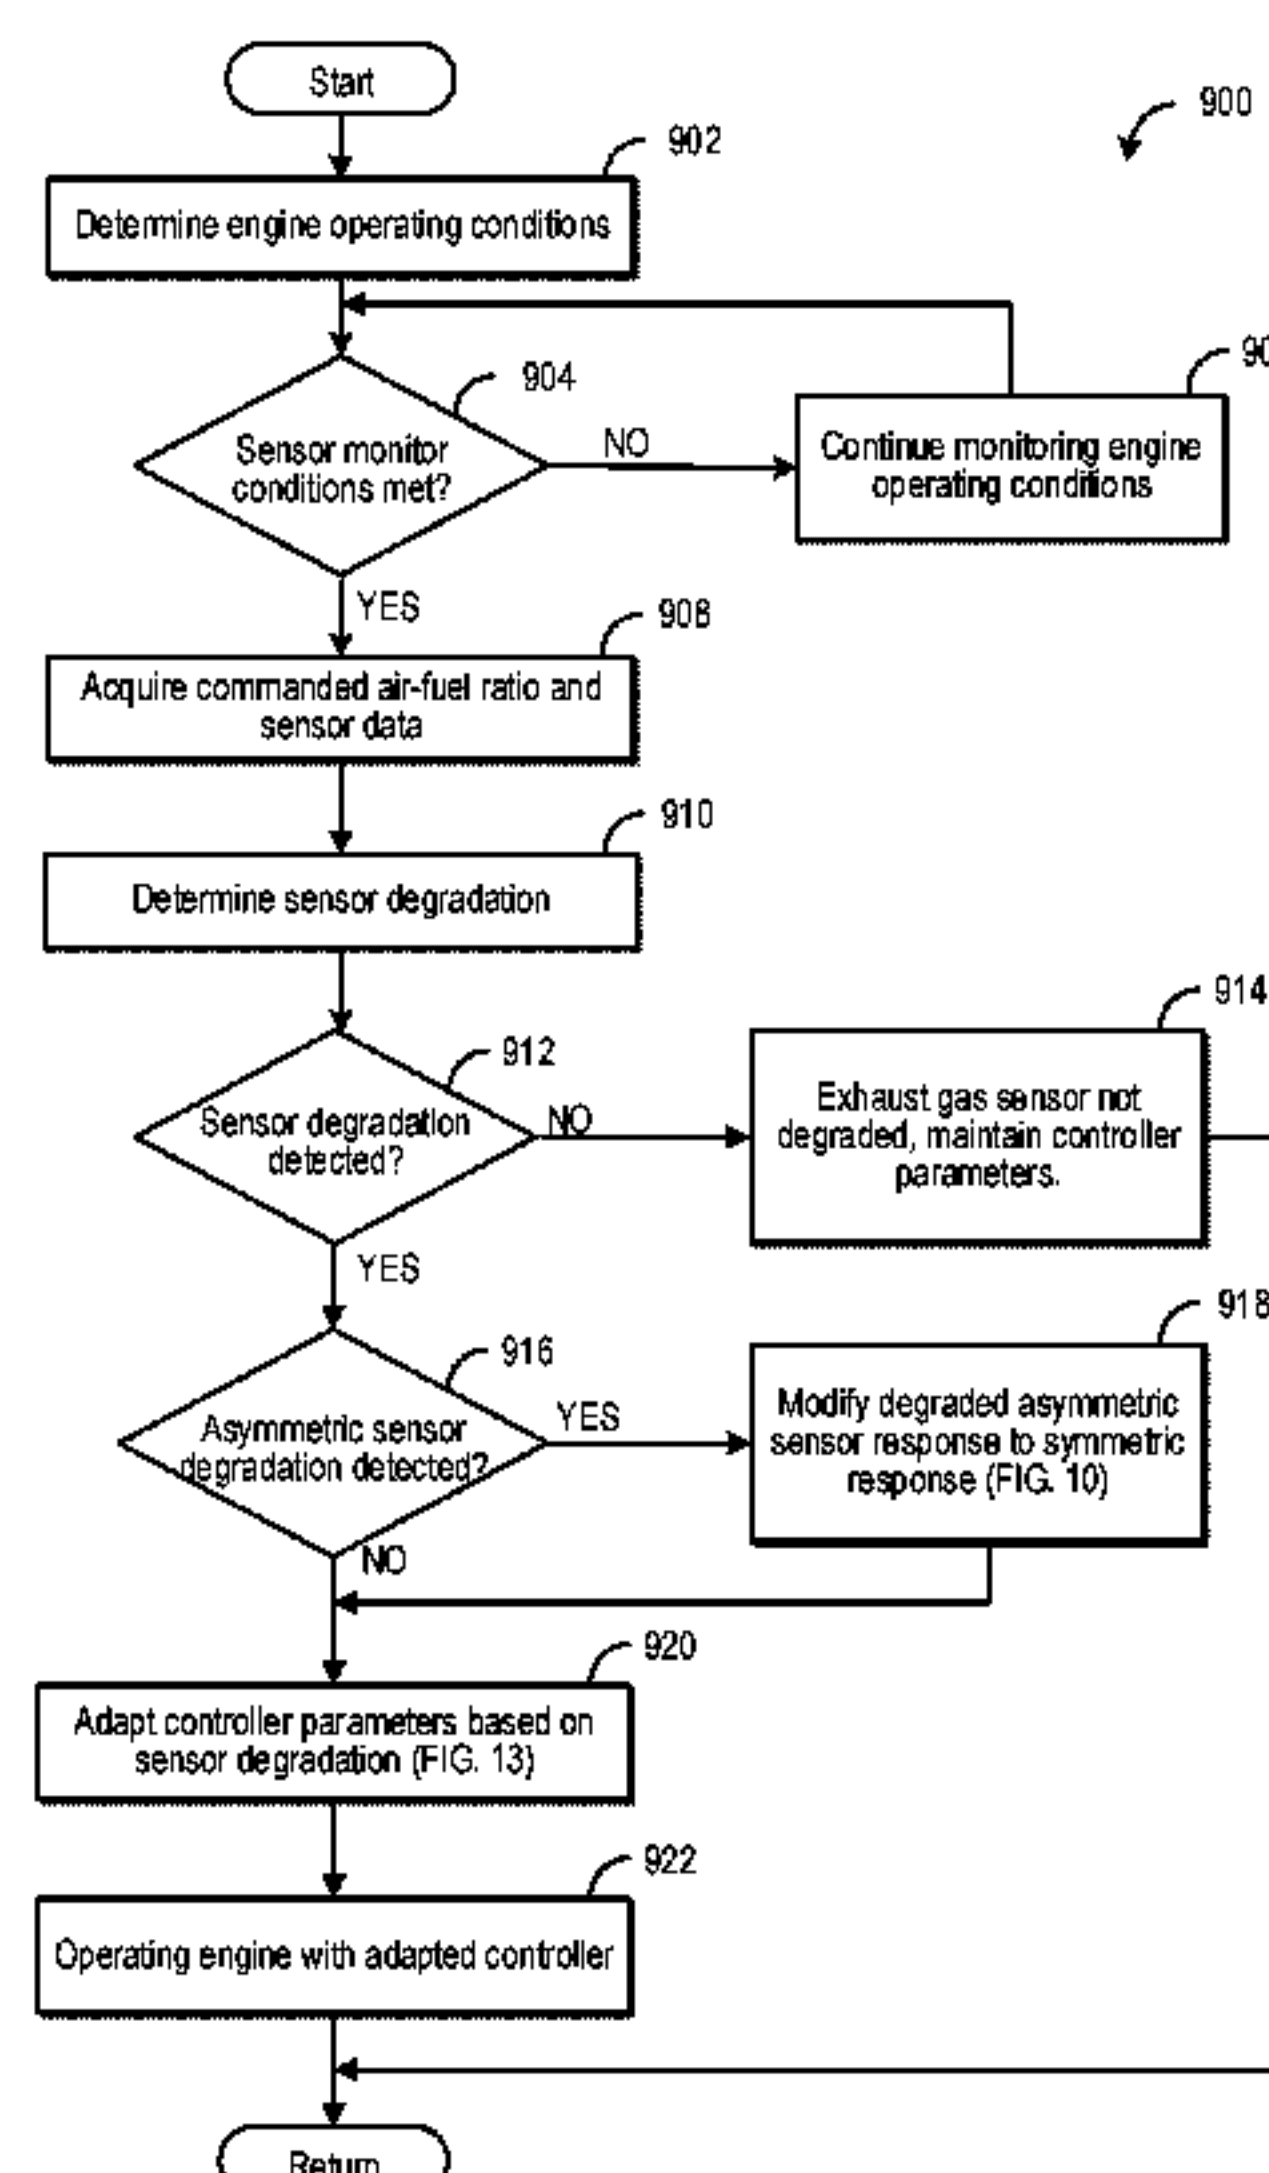 Start
900
902
Determine engine operating conditions
904
90
Sensor monitor
conditions met?
NO
Continue monitoring engine
operating conditions
YES
908
Acquire commanded air-fuel ratio and
sensor data
910
Determine sensor degradation
914
912
Sensor degradation
detected?
NO
Exhaust gas sensor not
degraded, maintain controller
parameters.
YES
918
916
Asymmetric sensor
degradation detected?
YES
Modify degraded asymmetric
sensor response to symmetric
response (FIG. 10)
NO
920
Adapt controller parameters based on
sensor degradation (FIG. 13)
922
Operating engine with adapted controller
Return